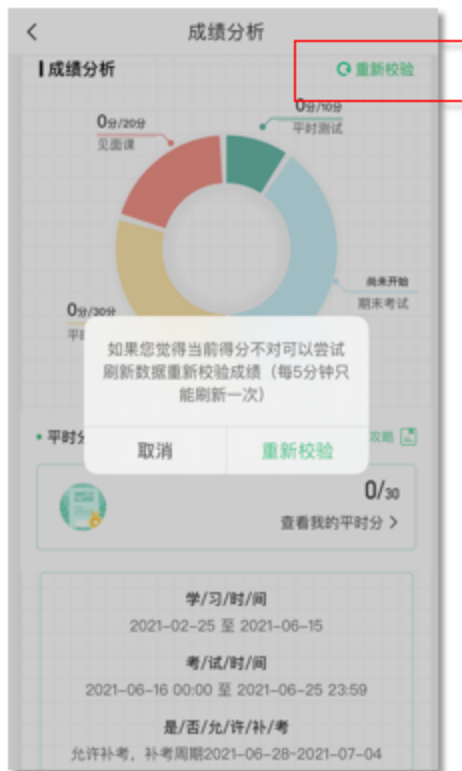 成绩分析
成绩分析
重新校验
0分/20分
见面课
0分/10分
平时测试
尚未开始
期末考试
0分/30分
平时
如果您觉得当前得分不对可以尝试
刷新数据重新校验成绩（每5分钟只
能刷新一次）
取消
重新校验
平时分
攻略
0/30
查看我的平时分
学/习/时/间
2021-02-25 至 2021-06-15
考/试/时/间
2021-06-16 00:00 至 2021-06-25 23:59
是/否/允/许/补/考
允许补考，补考周期2021-06-28~2021-07-04